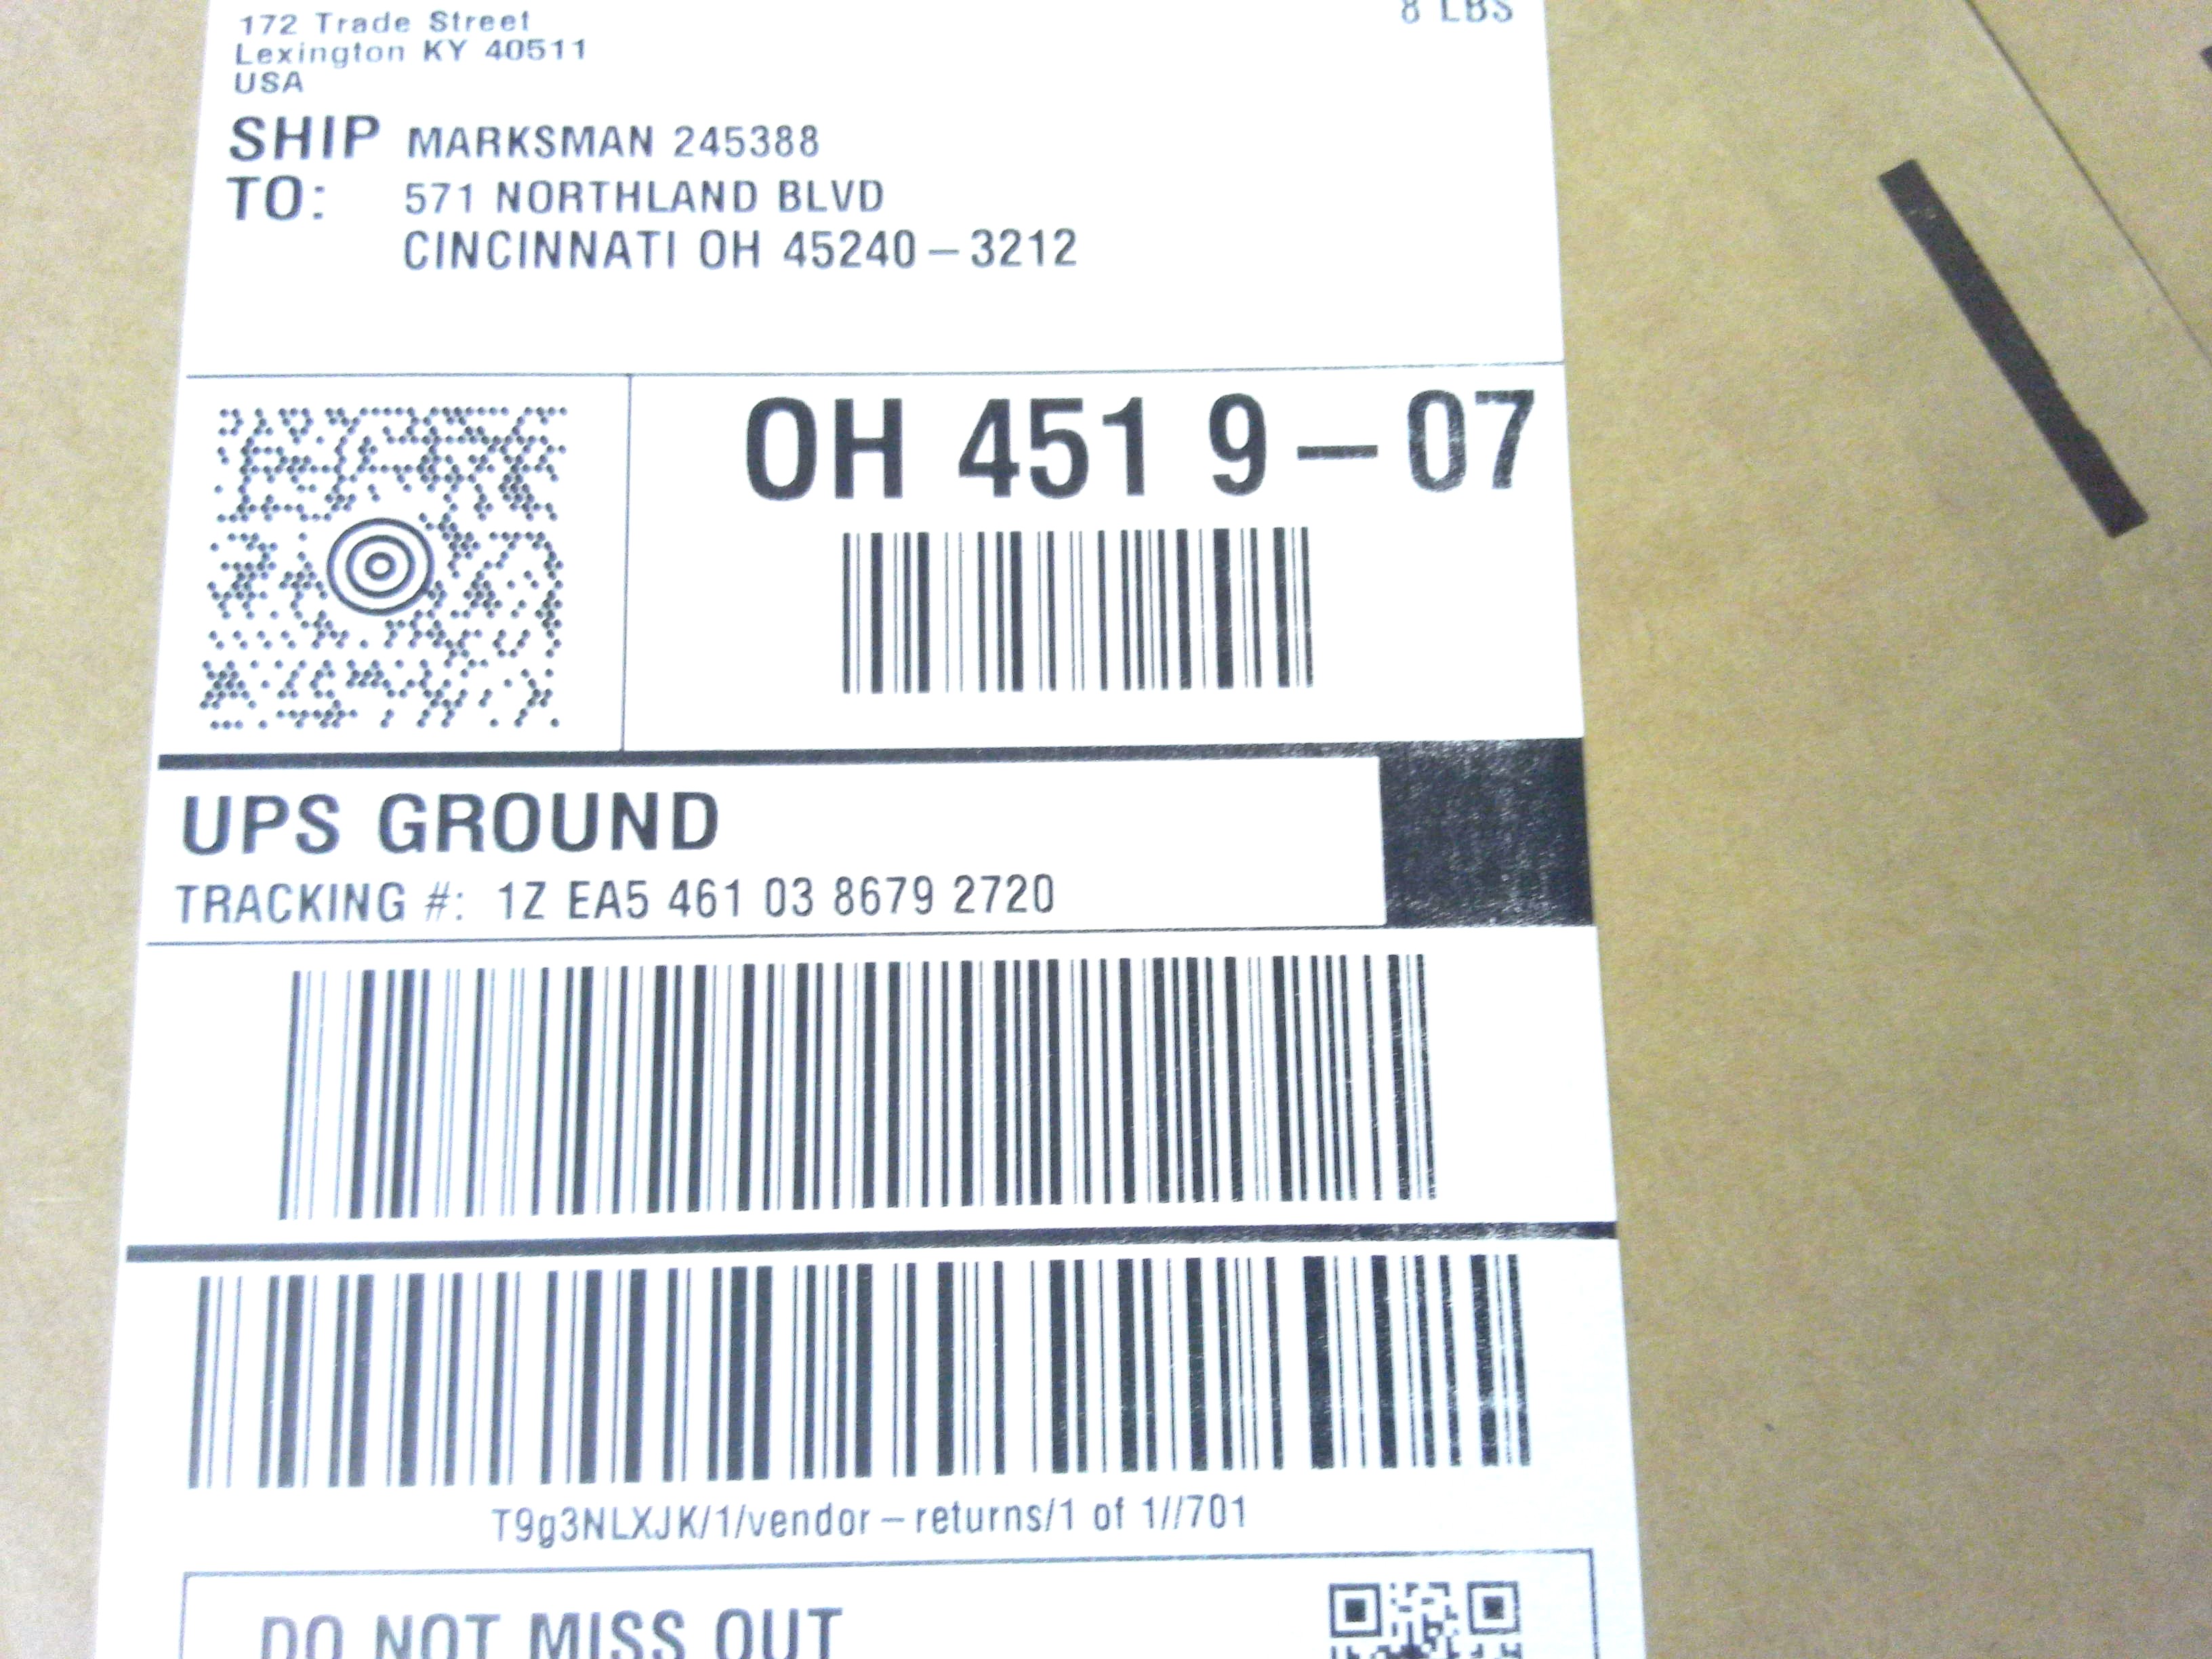 172 Trade Street
Lexington KY 40511
USA
8 LBS
SHIP TO:
MARKSMAN 245388
571 NORTHLAND BLVD
CINCINNATI OH 45240-3212
OH 451 9-07
UPS GROUND
TRACKING #: 1Z EA5 461 03 8679 2720
T9g3NLXJK/1/vendor-returns/1 of 1//701
DO NOT MISS OUT